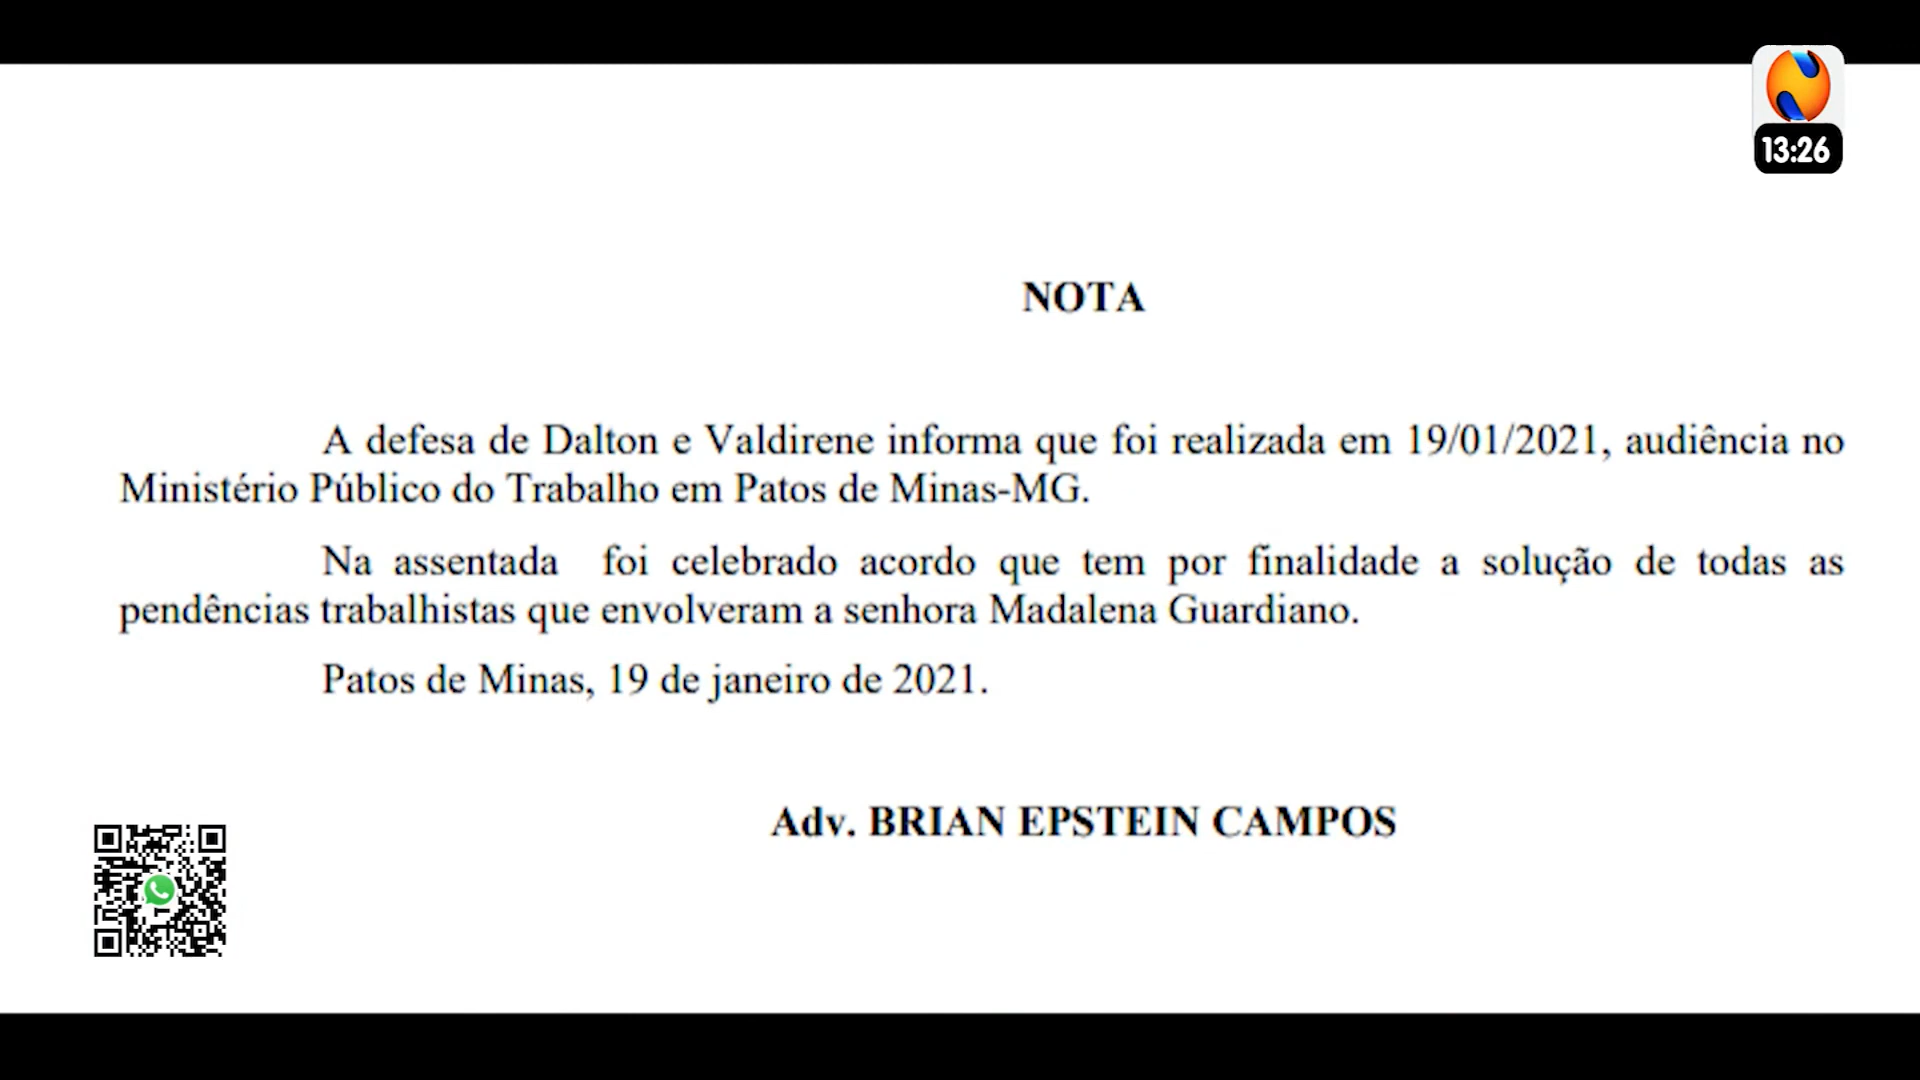 13:26
NOTA
A defesa de Dalton e Valdirene informa que foi realizada em 19/01/2021, audiência no
Ministério Público do Trabalho em Patos de Minas-MG.
Na assentada foi celebrado acordo que tem por finalidade a solução de todas as
pendências trabalhistas que envolveram a senhora Madalena Guardiano.
Patos de Minas, 19 de janeiro de 2021.
Adv. BRIAN EPSTEIN CAMPOS